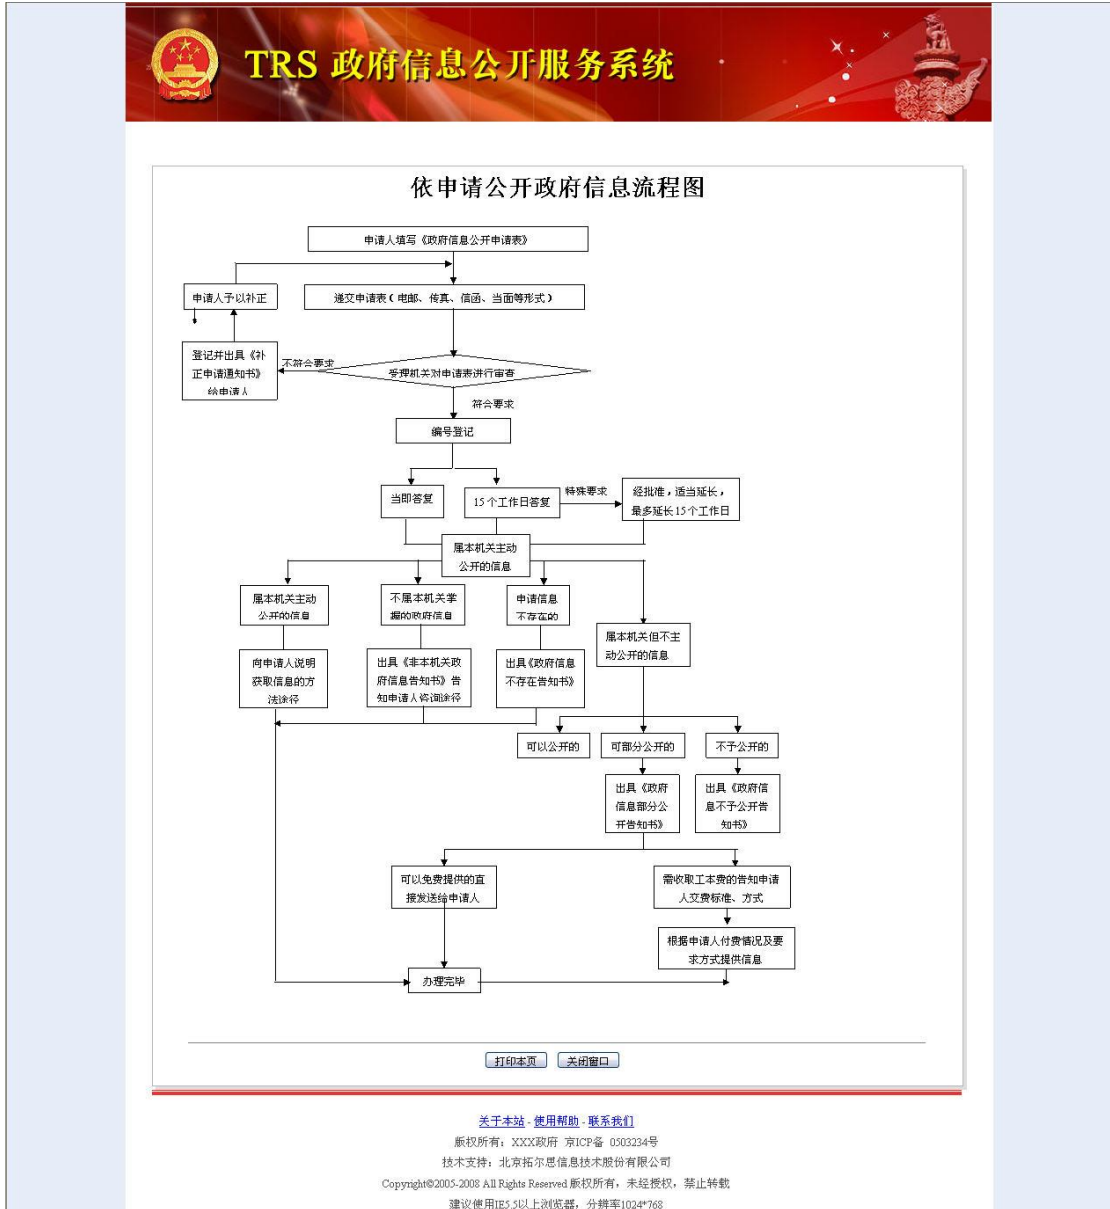 TRS 政府信息公开服务系统
依申请公开政府信息流程图
申请人填写《政府信息公开申请表》
申请人予以补正
递交申请表（电邮、传真、信函、当面等形式）
登记并出具《补
正申请通知书》
给申请人
不符合要求
受理机关对申请表进行审查
符合要求
编号登记
当即答复
15个工作日答复
特殊要求
经批准，适当延长，
最多延长15个工作日
属本机关主动
公开的信息
属本机关主动
公开的信息
不属本机关掌
握的政府信息
申请信息
不存在的
属本机关但不主
动公开的信息
向申请人说明
获取信息的方
法途径
出具《非本机关政
府信息告知书》告
知申请人咨询途径
出具《政府信息
不存在告知书》
可以公开的
可部分公开的
不予公开的
出具《政府
信息部分公
开告知书》
出具《政府信
息不予公开告
知书》
可以免费提供的直
接发送给申请人
需收取工本费的告知申请
人交费标准、方式
根据申请人付费情况及要
求方式提供信息
办理完毕
打印本页 关闭窗口
关于本站 - 使用帮助 - 联系我们
版权所有：XXX政府 京ICP备 0503234号
技术支持：北京拓尔思信息技术股份有限公司
Copyright©2005-2008 All Rights Reserved 版权所有，未经授权，禁止转载
建议使用IE5.5以上浏览器，分辨率1024*768